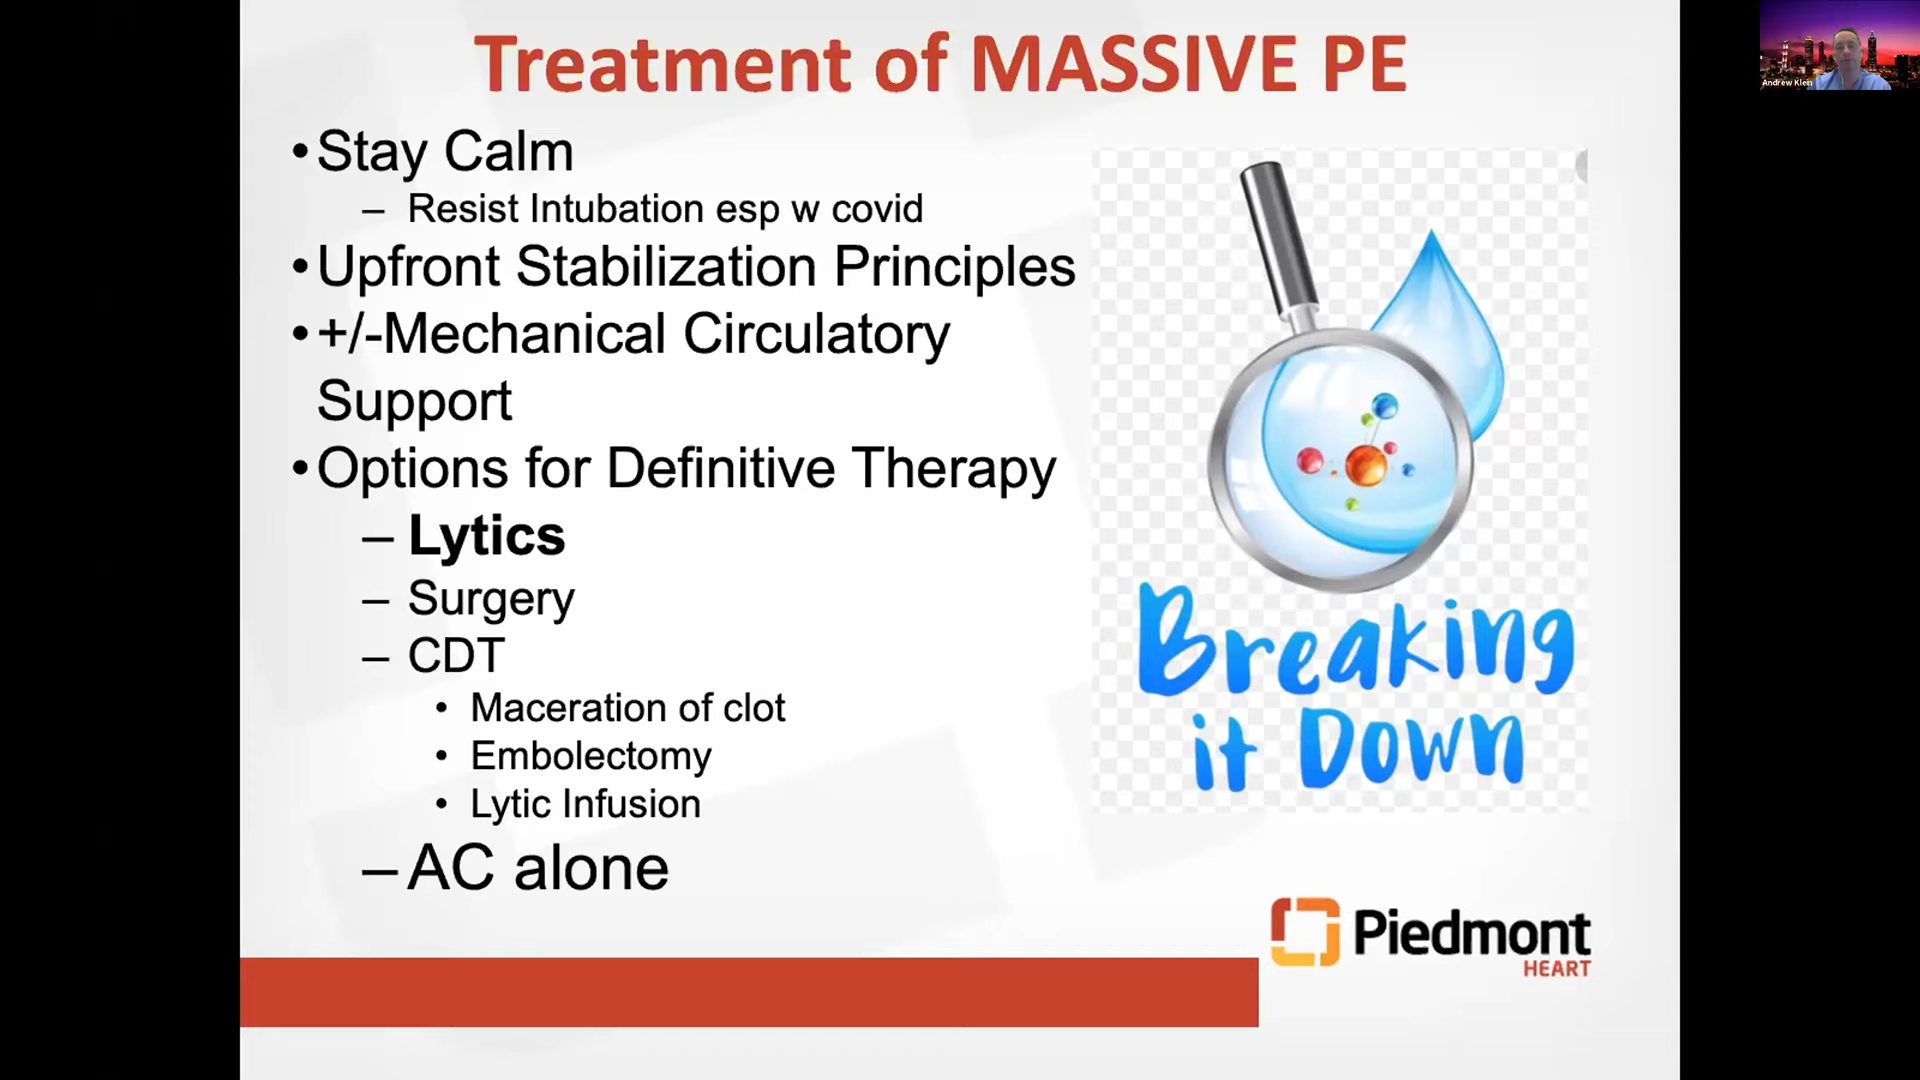 Treatment of MASSIVE PE
•Stay Calm
– Resist Intubation esp w covid
•Upfront Stabilization Principles
•+/-Mechanical Circulatory
Support
•Options for Definitive Therapy
– Lytics
– Surgery
– CDT
• Maceration of clot
• Embolectomy
• Lytic Infusion
–AC alone
Breaking
it Down
Piedmont
HEART
Andrew Klein